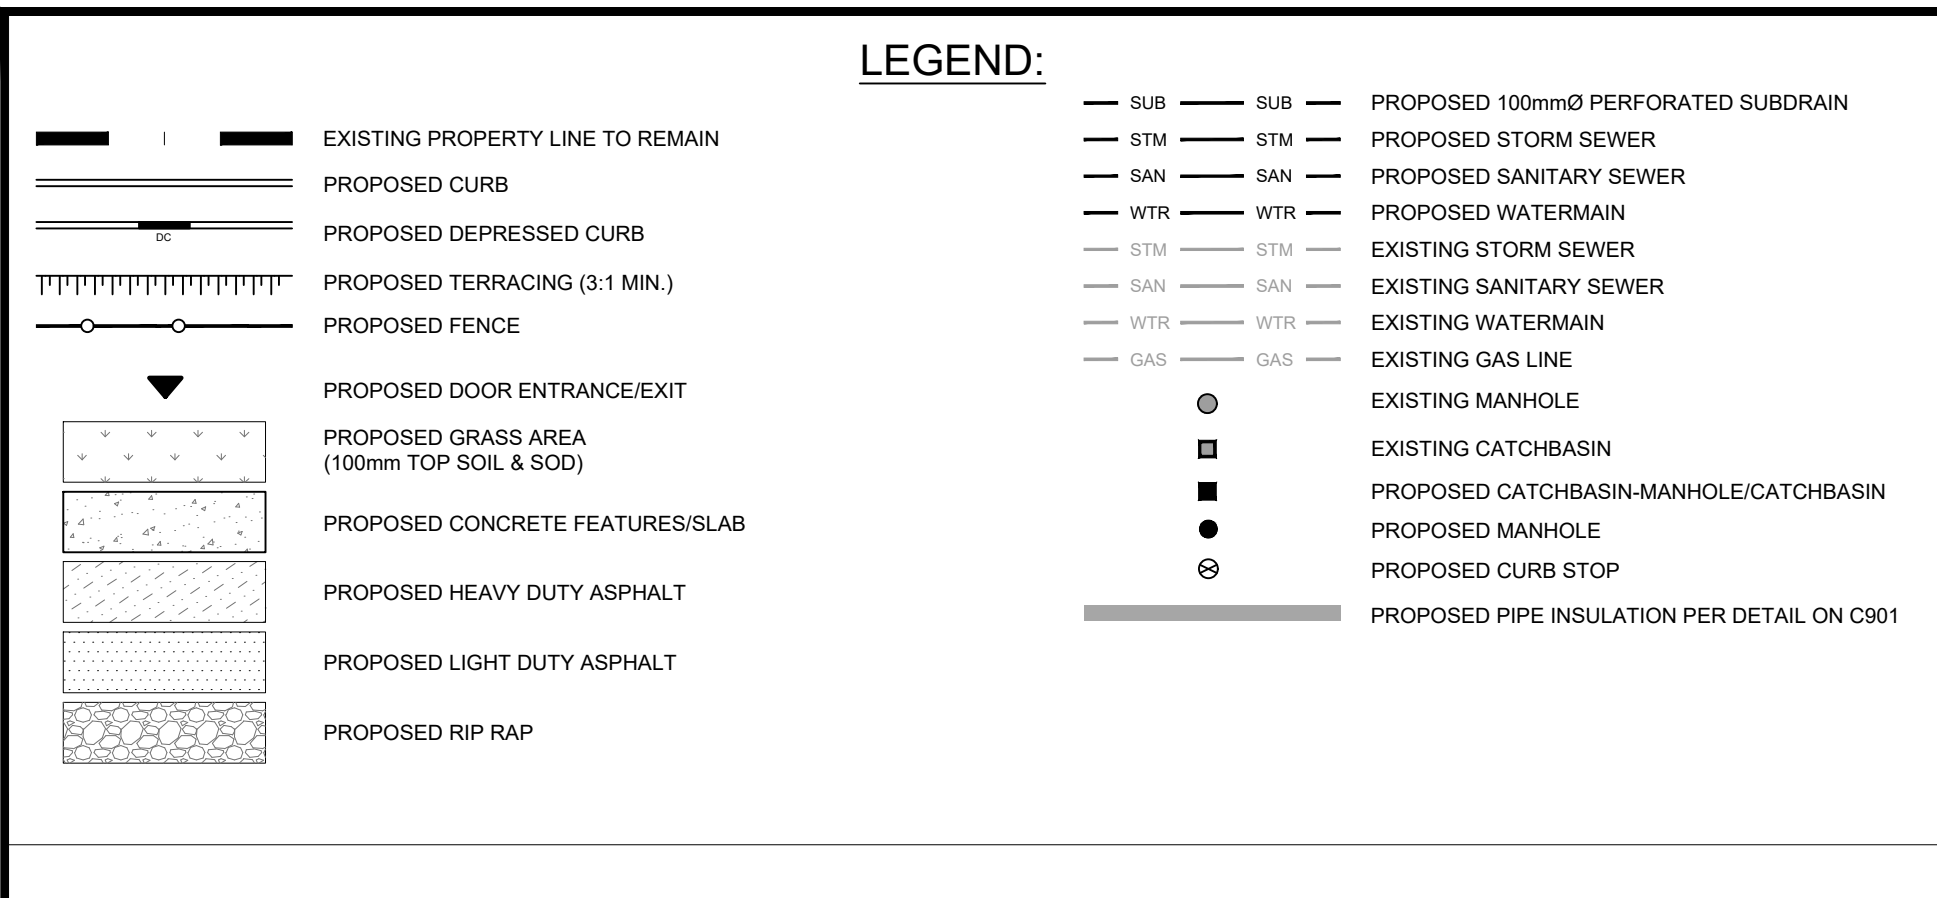 LEGEND:
EXISTING PROPERTY LINE TO REMAIN
PROPOSED CURB
DC
PROPOSED DEPRESSED CURB
PROPOSED TERRACING (3:1 MIN.)
PROPOSED FENCE
PROPOSED DOOR ENTRANCE/EXIT
PROPOSED GRASS AREA
(100mm TOP SOIL & SOD)
PROPOSED CONCRETE FEATURES/SLAB
PROPOSED HEAVY DUTY ASPHALT
PROPOSED LIGHT DUTY ASPHALT
PROPOSED RIP RAP
SUB SUB PROPOSED 100mmØ PERFORATED SUBDRAIN
STM STM PROPOSED STORM SEWER
SAN SAN PROPOSED SANITARY SEWER
WTR WTR PROPOSED WATERMAIN
STM STM EXISTING STORM SEWER
SAN SAN EXISTING SANITARY SEWER
WTR WTR EXISTING WATERMAIN
GAS GAS EXISTING GAS LINE
EXISTING MANHOLE
EXISTING CATCHBASIN
PROPOSED CATCHBASIN-MANHOLE/CATCHBASIN
PROPOSED MANHOLE
PROPOSED CURB STOP
PROPOSED PIPE INSULATION PER DETAIL ON C901